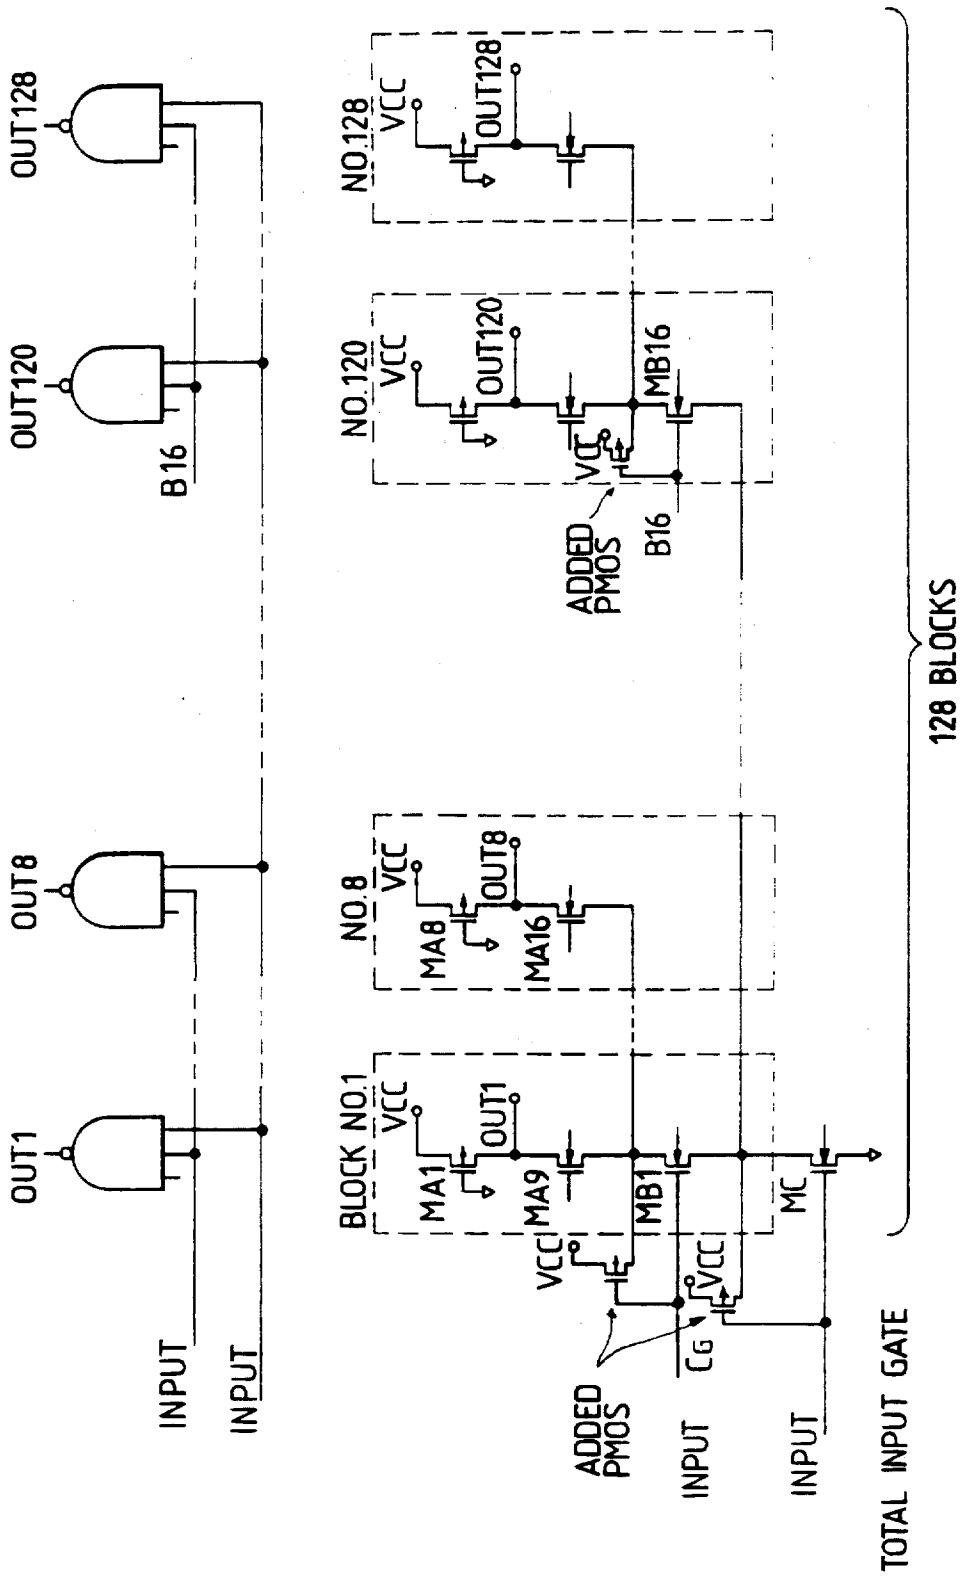 OUT1
OUT8
OUT120
OUT128
INPUT
INPUT
B16
BLOCK NO.1
NO.8
NO.120
NO.128
VCC
VCC
VCC
VCC
MA1
OUT1
MA8
OUT8
OUT120
OUT128
MA9
MA16
VCC
VCC
MB1
MB16
ADDED
PMOS
ADDED
PMOS
VCC
CG
B16
INPUT
MC
INPUT
TOTAL INPUT GATE
128 BLOCKS